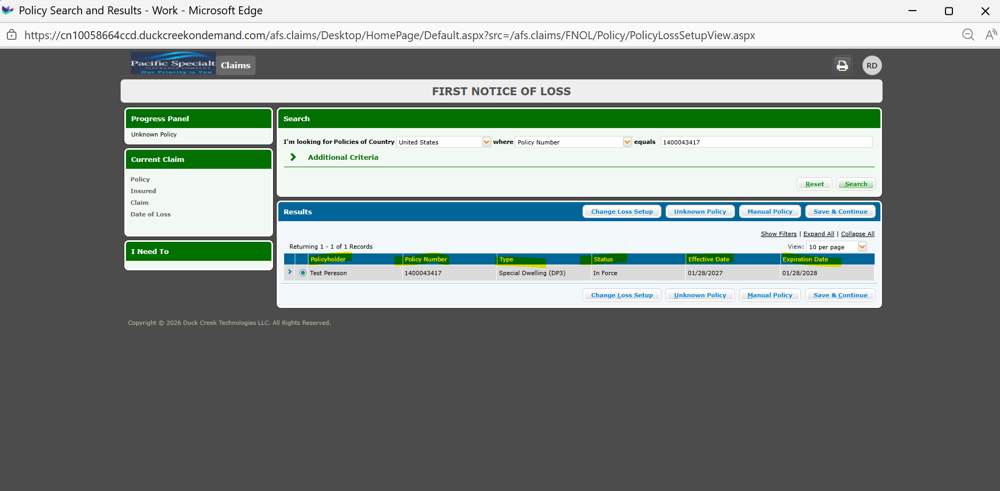 Policy Search and Results - Work - Microsoft Edge
https://cn10058664ccd.duckcreekondemand.com/afs.claims/Desktop/HomePage/Default.aspx?src=/afs.claims/FNOL/Policy/PolicyLossSetupView.aspx
Pacific Specialt
INSURANCE COMPANY
Our Priority is You
Claims
RD
FIRST NOTICE OF LOSS
Progress Panel
Unknown Policy
Current Claim
Policy
Insured
Claim
Date of Loss
I Need To
Search
I'm looking for Policies of Country United States where Policy Number equals 1400043417
Additional Criteria
Reset Search
Results Change Loss Setup Unknown Policy Manual Policy Save & Continue
Show Filters | Expand All | Collapse All
Returning 1 - 1 of 1 Records View: 10 per page
Policyholder Policy Number Type Status Effective Date Expiration Date
Test Pereson 1400043417 Special Dwelling (DP3) In Force 01/28/2027 01/28/2028
Change Loss Setup Unknown Policy Manual Policy Save & Continue
Copyright © 2026 Duck Creek Technologies LLC. All Rights Reserved.